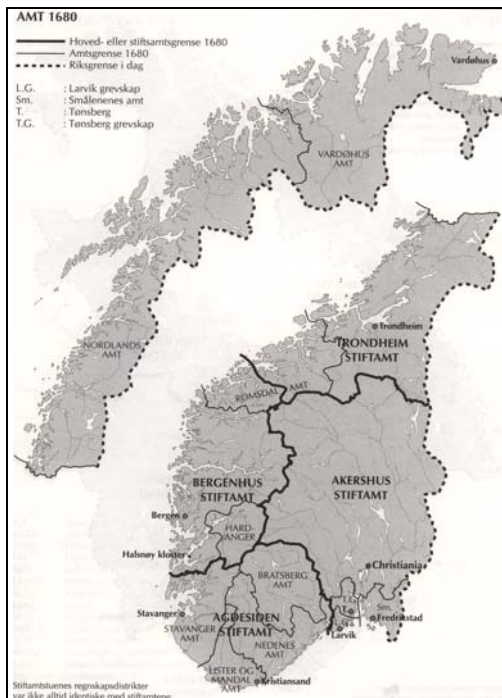 AMT 1680
Hoved- eller stiftsamtsgrense 1680
Amtsgrense 1680
Riksgrense i dag
L.G. : Larvik grevskap
Sm. : Smålenenes amt
T. : Tønsberg
T.G. : Tønsberg grevskap
Vardøhus
VARDØHUS
AMT
NORDLANDS
AMT
Trondheim
TRONDHEIM
STIFTAMT
ROMSDAL AMT
BERGENHUS
STIFTAMT
AKERSHUS
STIFTAMT
Bergen
HARD-
ANGER
Halsnøy kloster
BRATSBERG
AMT
Christiania
Stavanger
STAVANGER
AMT
AGDESIDEN
STIFTAMT
NEDENES
AMT
T.G.
T.
L.G.
Sm.
Fredrikstad
Larvik
LISTER OG
MANDAL
AMT
Kristiansand
Stiftamtstuenes regnskapsdistrikter
var ikke alltid identiske med stiftamtene